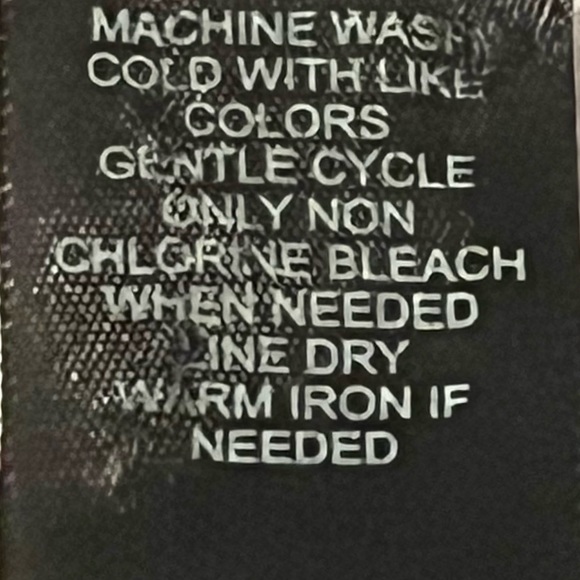 MACHINE WASH
COLD WITH LIKE
COLORS
GENTLE CYCLE
ONLY NON
CHLORINE BLEACH
WHEN NEEDED
LINE DRY
WARM IRON IF
NEEDED